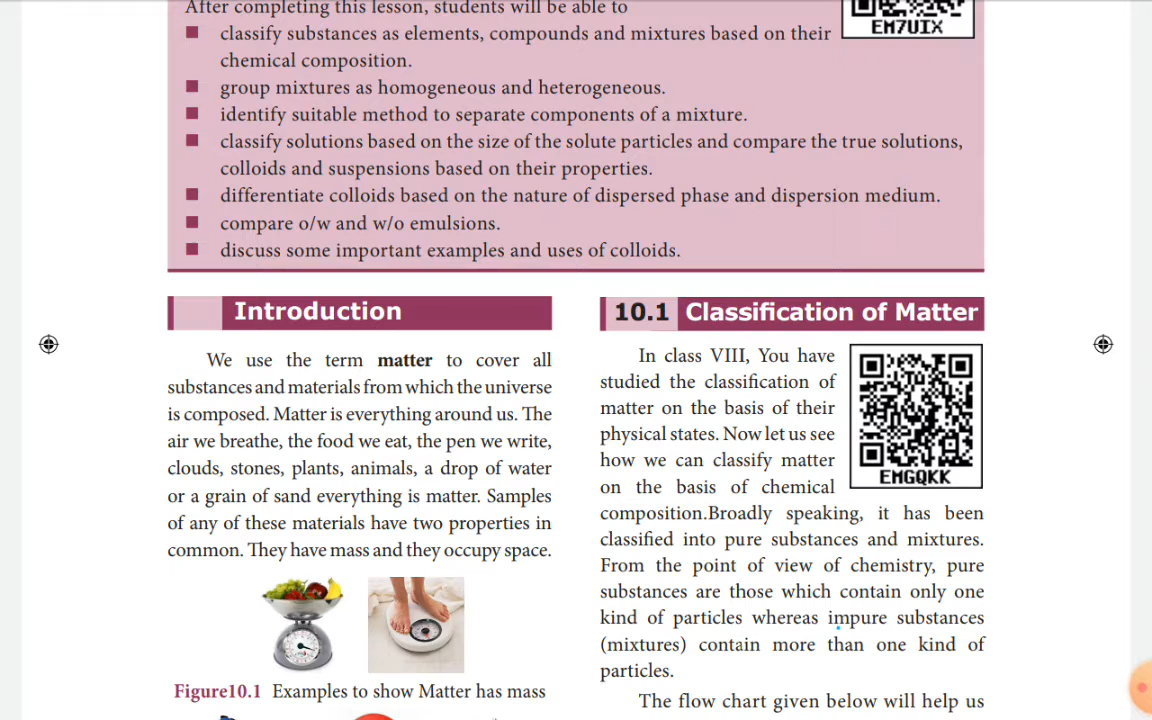 After completing this lesson, students will be able to
EM7UIX
■ classify substances as elements, compounds and mixtures based on their
chemical composition.
■ group mixtures as homogeneous and heterogeneous.
■ identify suitable method to separate components of a mixture.
■ classify solutions based on the size of the solute particles and compare the true solutions,
colloids and suspensions based on their properties.
■ differentiate colloids based on the nature of dispersed phase and dispersion medium.
■ compare o/w and w/o emulsions.
■ discuss some important examples and uses of colloids.
Introduction
We use the term matter to cover all
substances and materials from which the universe
is composed. Matter is everything around us. The
air we breathe, the food we eat, the pen we write,
clouds, stones, plants, animals, a drop of water
or a grain of sand everything is matter. Samples
of any of these materials have two properties in
common. They have mass and they occupy space.
Figure10.1 Examples to show Matter has mass
10.1 Classification of Matter
In class VIII, You have
studied the classification of
matter on the basis of their
physical states. Now let us see
how we can classify matter
on the basis of chemical
EMGQKK
composition.Broadly speaking, it has been
classified into pure substances and mixtures.
From the point of view of chemistry, pure
substances are those which contain only one
kind of particles whereas impure substances
(mixtures) contain more than one kind of
particles.
The flow chart given below will help us